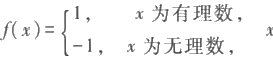 f(x)={1, x 为有理数,
-1, x 为无理数, x